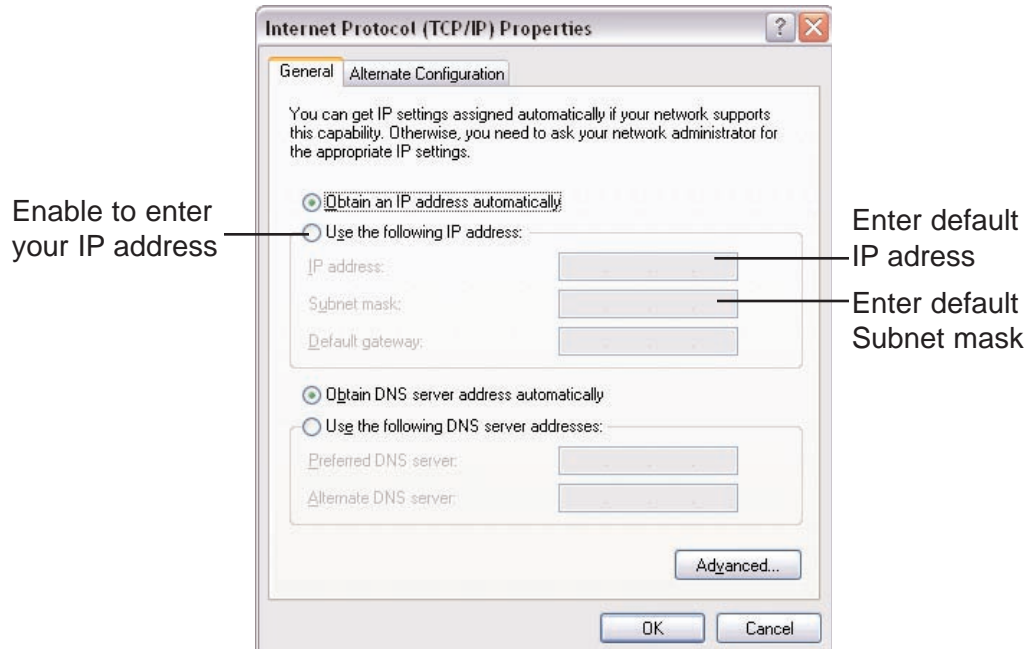 Internet Protocol (TCP/IP) Properties
General
Alternate Configuration
You can get IP settings assigned automatically if your network supports
this capability. Otherwise, you need to ask your network administrator for
the appropriate IP settings.
Obtain an IP address automatically
Enable to enter
your IP address
Use the following IP address:
IP address:
Subnet mask:
Default gateway:
Enter default
IP adress
Enter default
Subnet mask
Obtain DNS server address automatically
Use the following DNS server addresses:
Preferred DNS server:
Alternate DNS server:
Advanced...
OK
Cancel